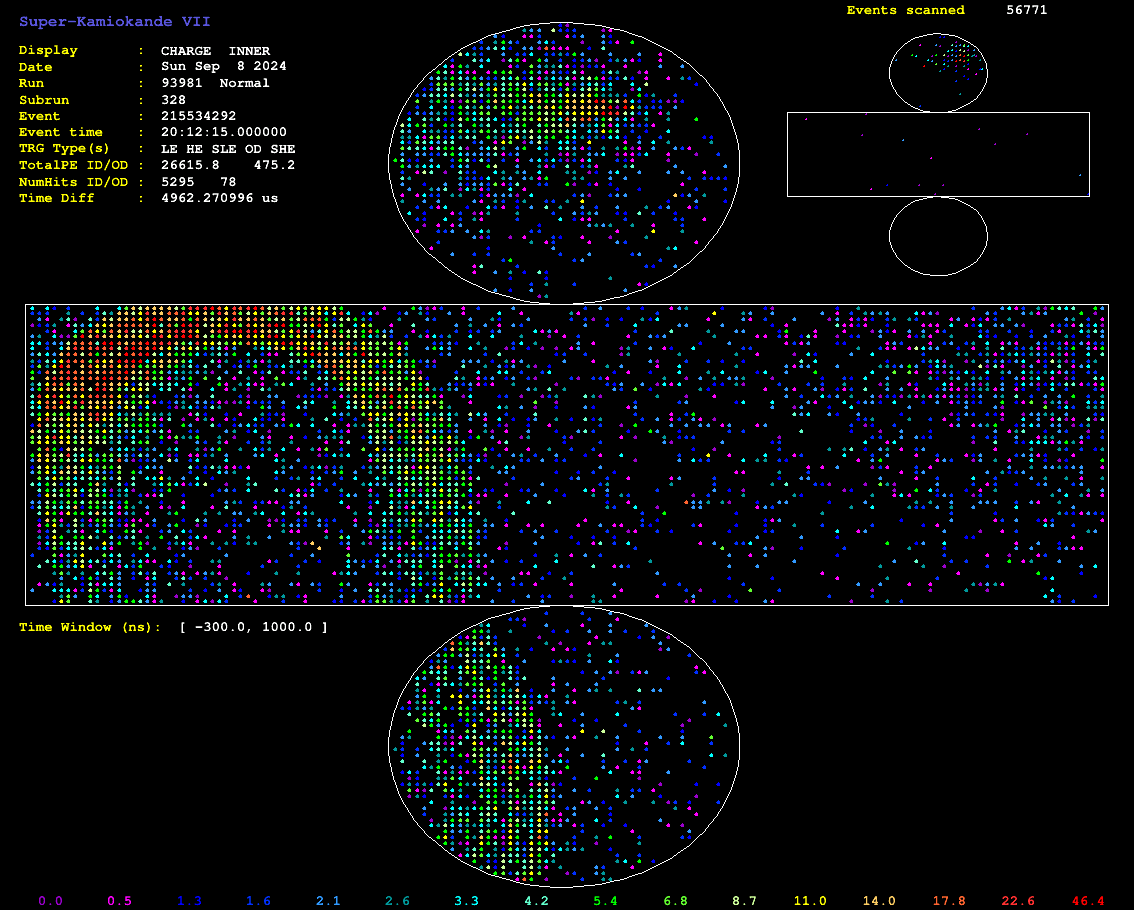 Super-Kamiokande VII
Events scanned 56771
Display : CHARGE INNER
Date : Sun Sep 8 2024
Run : 93981 Normal
Subrun : 328
Event : 215534292
Event time : 20:12:15.000000
TRG Type(s) : LE HE SLE OD SHE
TotalPE ID/OD : 26615.8 475.2
NumHits ID/OD : 5295 78
Time Diff : 4962.270996 us
Time Window (ns): [ -300.0, 1000.0 ]
0.0 0.5 1.3 1.6 2.1 2.6 3.3 4.2 5.4 6.8 8.7 11.0 14.0 17.8 22.6 46.4